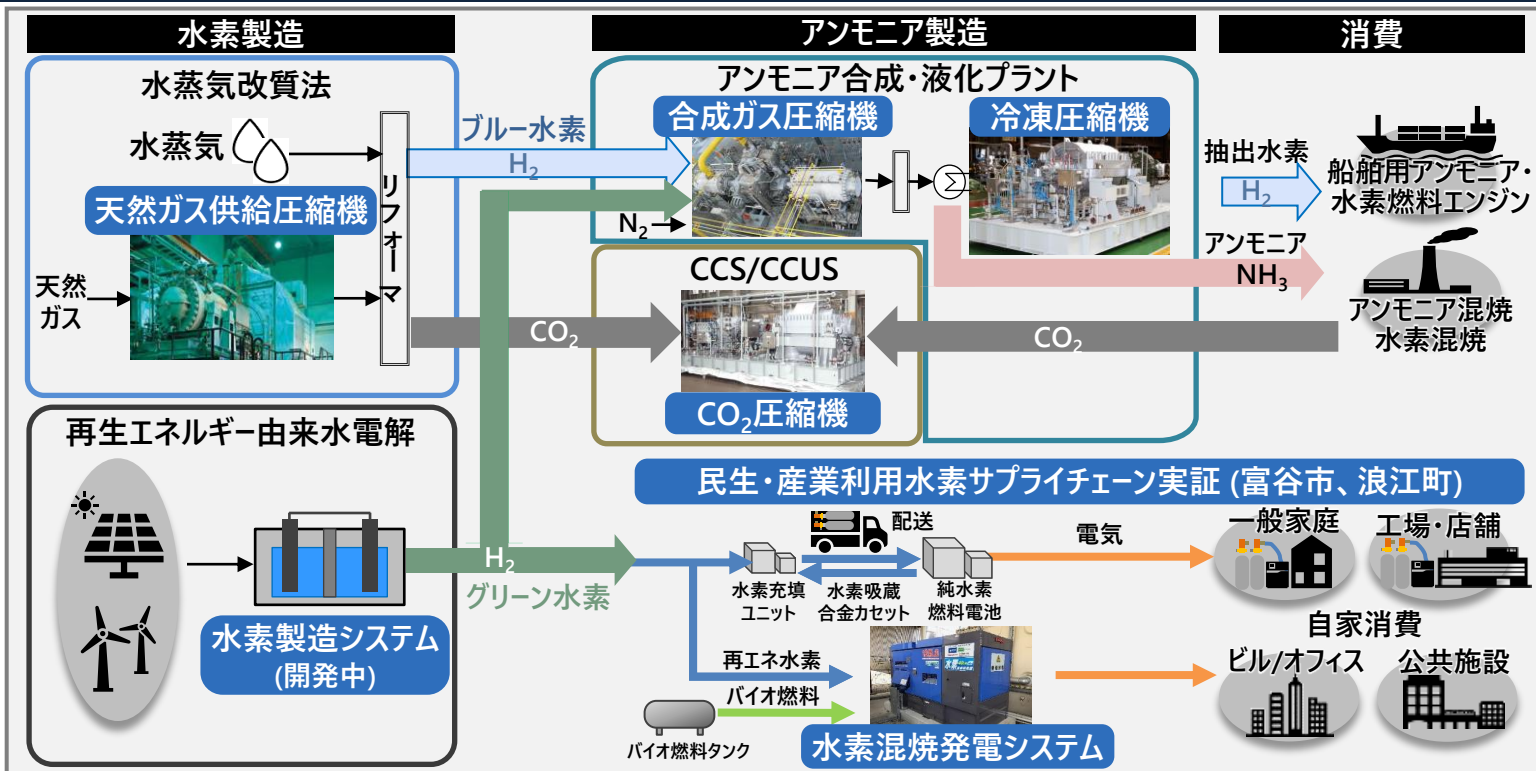 水素製造
アンモニア製造
消費
水蒸気改質法
水蒸気
天然ガス供給圧縮機
天然
ガス
リフォーマ
ブルー水素
H₂
アンモニア合成・液化プラント
合成ガス圧縮機
冷凍圧縮機
N₂
抽出水素
H₂
船舶用アンモニア・
水素燃料エンジン
アンモニア
NH₃
アンモニア混焼
水素混焼
CCS/CCUS
CO₂
CO₂
CO₂圧縮機
再生エネルギー由来水電解
水素製造システム
(開発中)
H₂
グリーン水素
民生・産業利用水素サプライチェーン実証 (富谷市、浪江町)
配送
水素充填
ユニット
水素吸蔵
合金カセット
純水素
燃料電池
電気
一般家庭
工場・店舗
自家消費
ビル/オフィス
公共施設
再エネ水素
バイオ燃料
バイオ燃料タンク
水素混焼発電システム